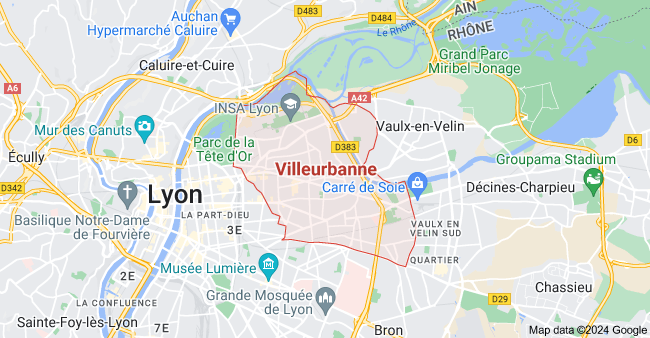 D483
D484
AIN
Auchan
Hypermarché Caluire
Le Rhône
RHÔNE
Grand Parc
Miribel Jonage
Caluire-et-Cuire
A6
INSA Lyon
A42
Mur des Canuts
Vaulx-en-Velin
D6
Parc de la
Tête d'Or
D383
Écully
Groupama Stadium
Villeurbanne
D342
Lyon
Carré de Soie
Décines-Charpieu
Basilique Notre-Dame
de Fourvière
LA PART-DIEU
3E
VAULX EN
VELIN SUD
QUARTIER
2E
Musée Lumière
Chassieu
LA CONFLUENCE
Grande Mosquée
de Lyon
D29
Sainte-Foy-lès-Lyon
Bron
Map data ©2024 Google